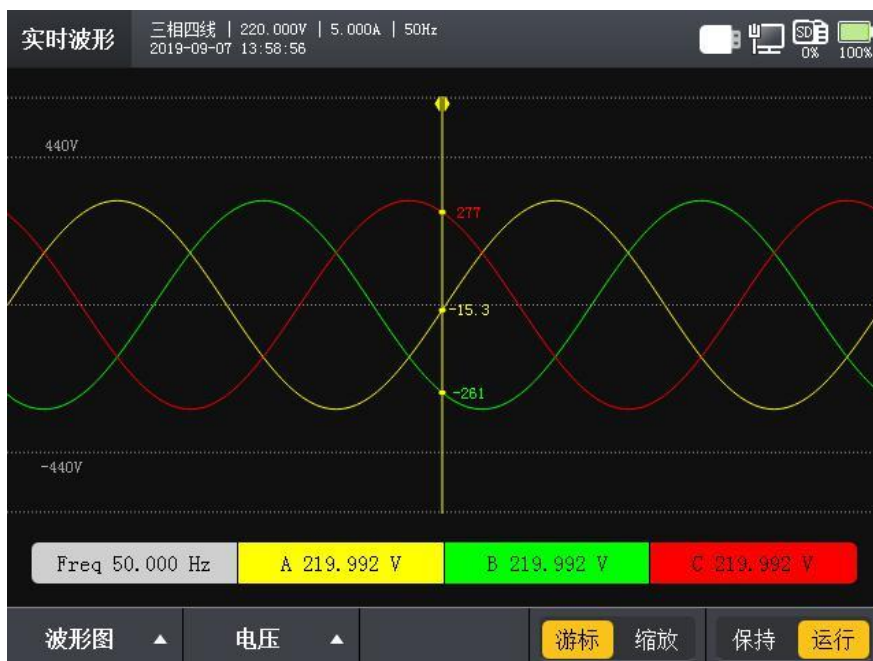 实时波形
三相四线 | 220.000V | 5.000A | 50Hz
2019-09-07 13:58:56
SD
0%
100%
440V
277
-15.3
-261
-440V
Freq 50.000 Hz
A 219.992 V
B 219.992 V
C 219.992 V
波形图 ▲
电压 ▲
游标
缩放
保持
运行